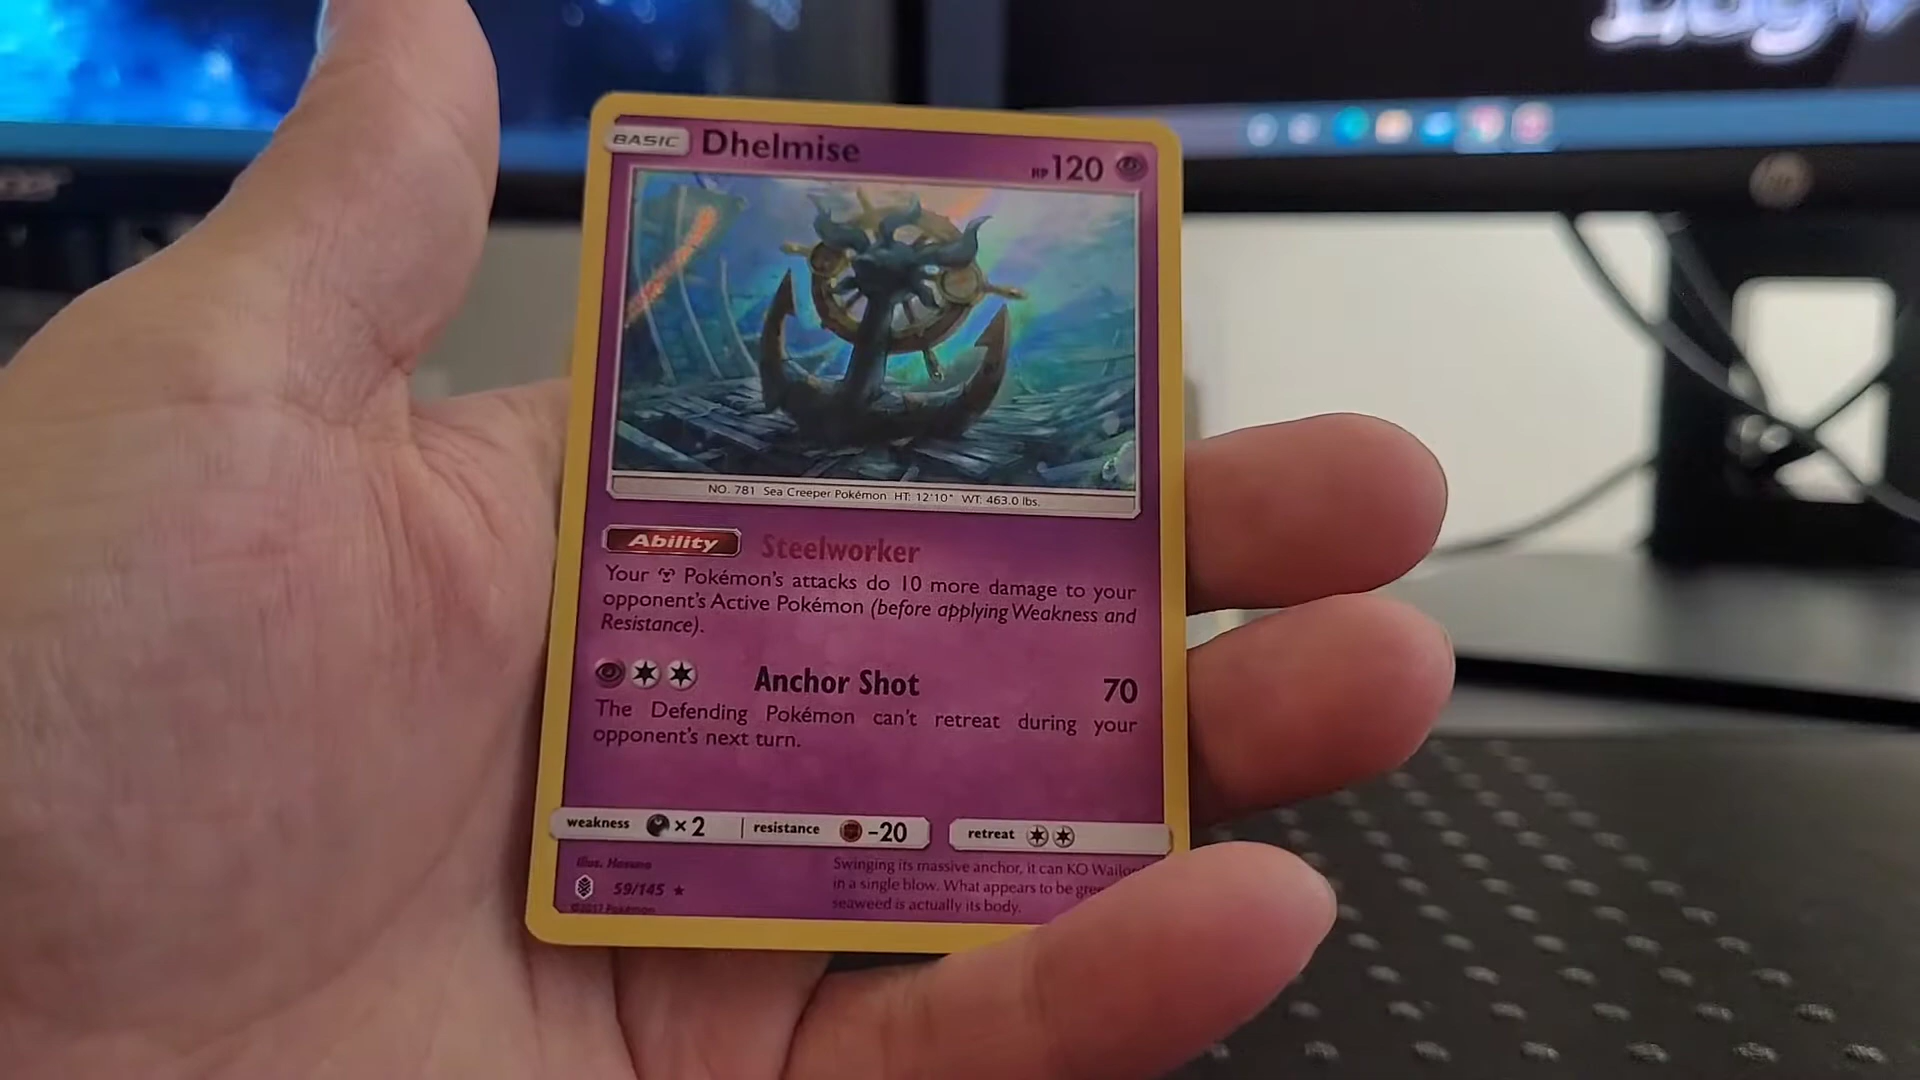 BASIC Dhelmise HP 120
NO. 781 Sea Creeper Pokémon HT: 12'10" WT: 463.0 lbs.
Ability Steelworker
Your Pokémon's attacks do 10 more damage to your
opponent's Active Pokémon (before applying Weakness and
Resistance).
Anchor Shot 70
The Defending Pokémon can't retreat during your
opponent's next turn.
weakness ×2 resistance -20 retreat
Illus. Hasuno
Swinging its massive anchor, it can KO
in a single blow. What appears to be
seaweed is actually its body.
59/145
©2017 Pokémon
hp